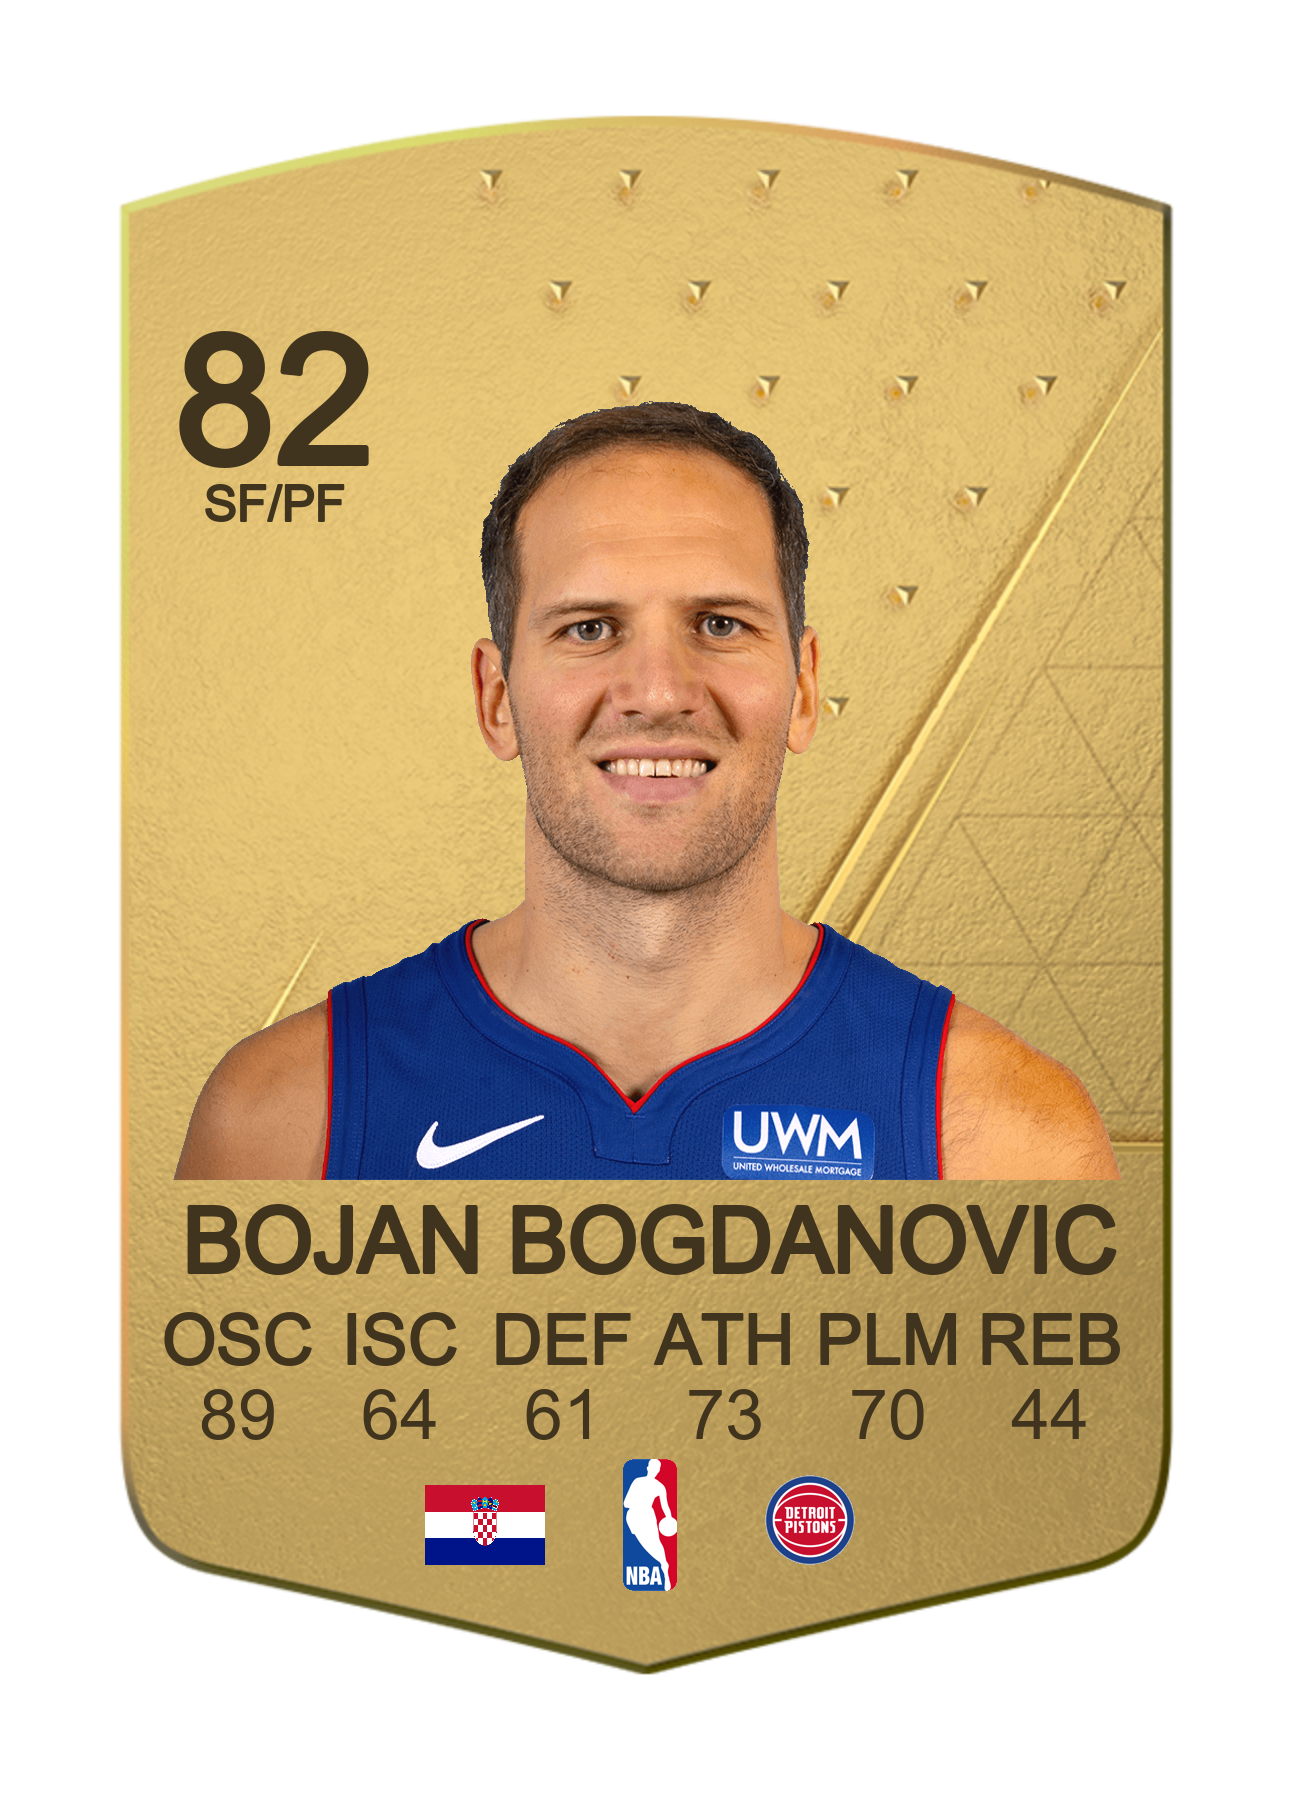 82
SF/PF
UWM
UNITED WHOLESALE MORTGAGE
BOJAN BOGDANOVIC
OSC ISC DEF ATH PLM REB
89 64 61 73 70 44
NBA
DETROIT
PISTONS